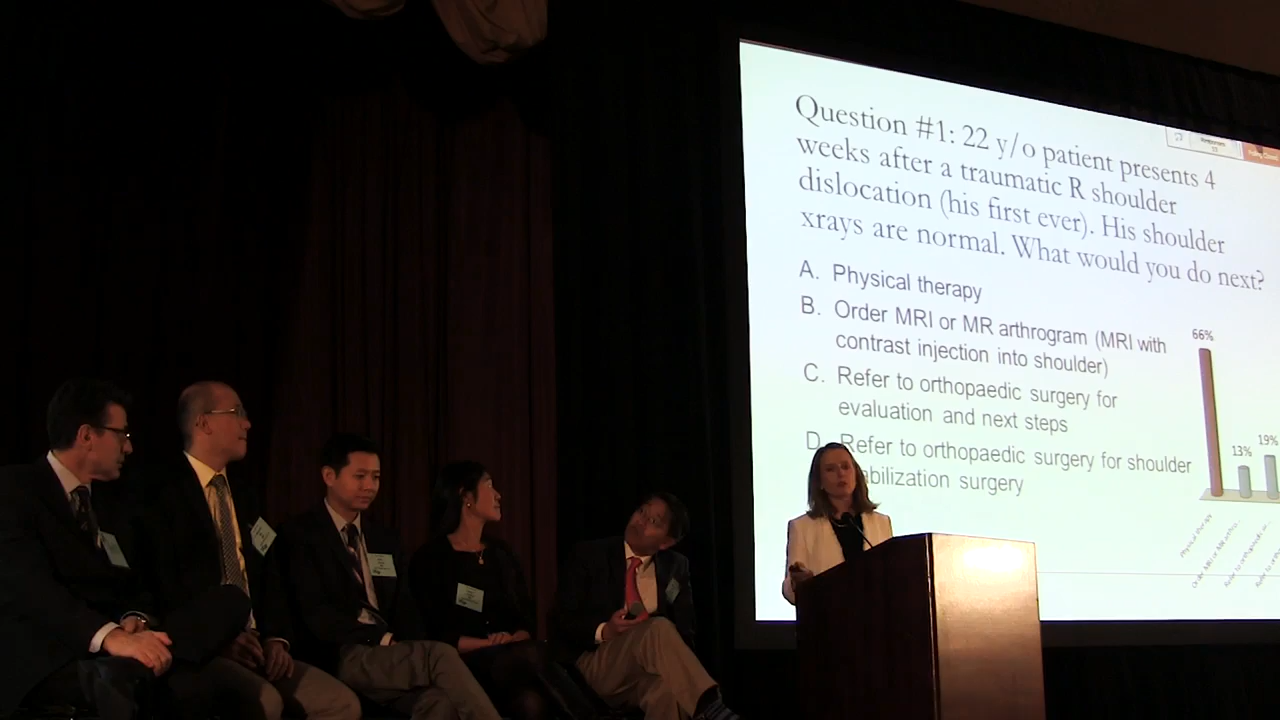 Question #1: 22 y/o patient presents 4
weeks after a traumatic R shoulder
dislocation (his first ever). His shoulder
xrays are normal. What would you do next?
A. Physical therapy
B. Order MRI or MR arthrogram (MRI with
contrast injection into shoulder)
C. Refer to orthopaedic surgery for
evaluation and next steps
D. Refer to orthopaedic surgery for shoulder
bilization surgery
66%
13%
19%
Physical therapy